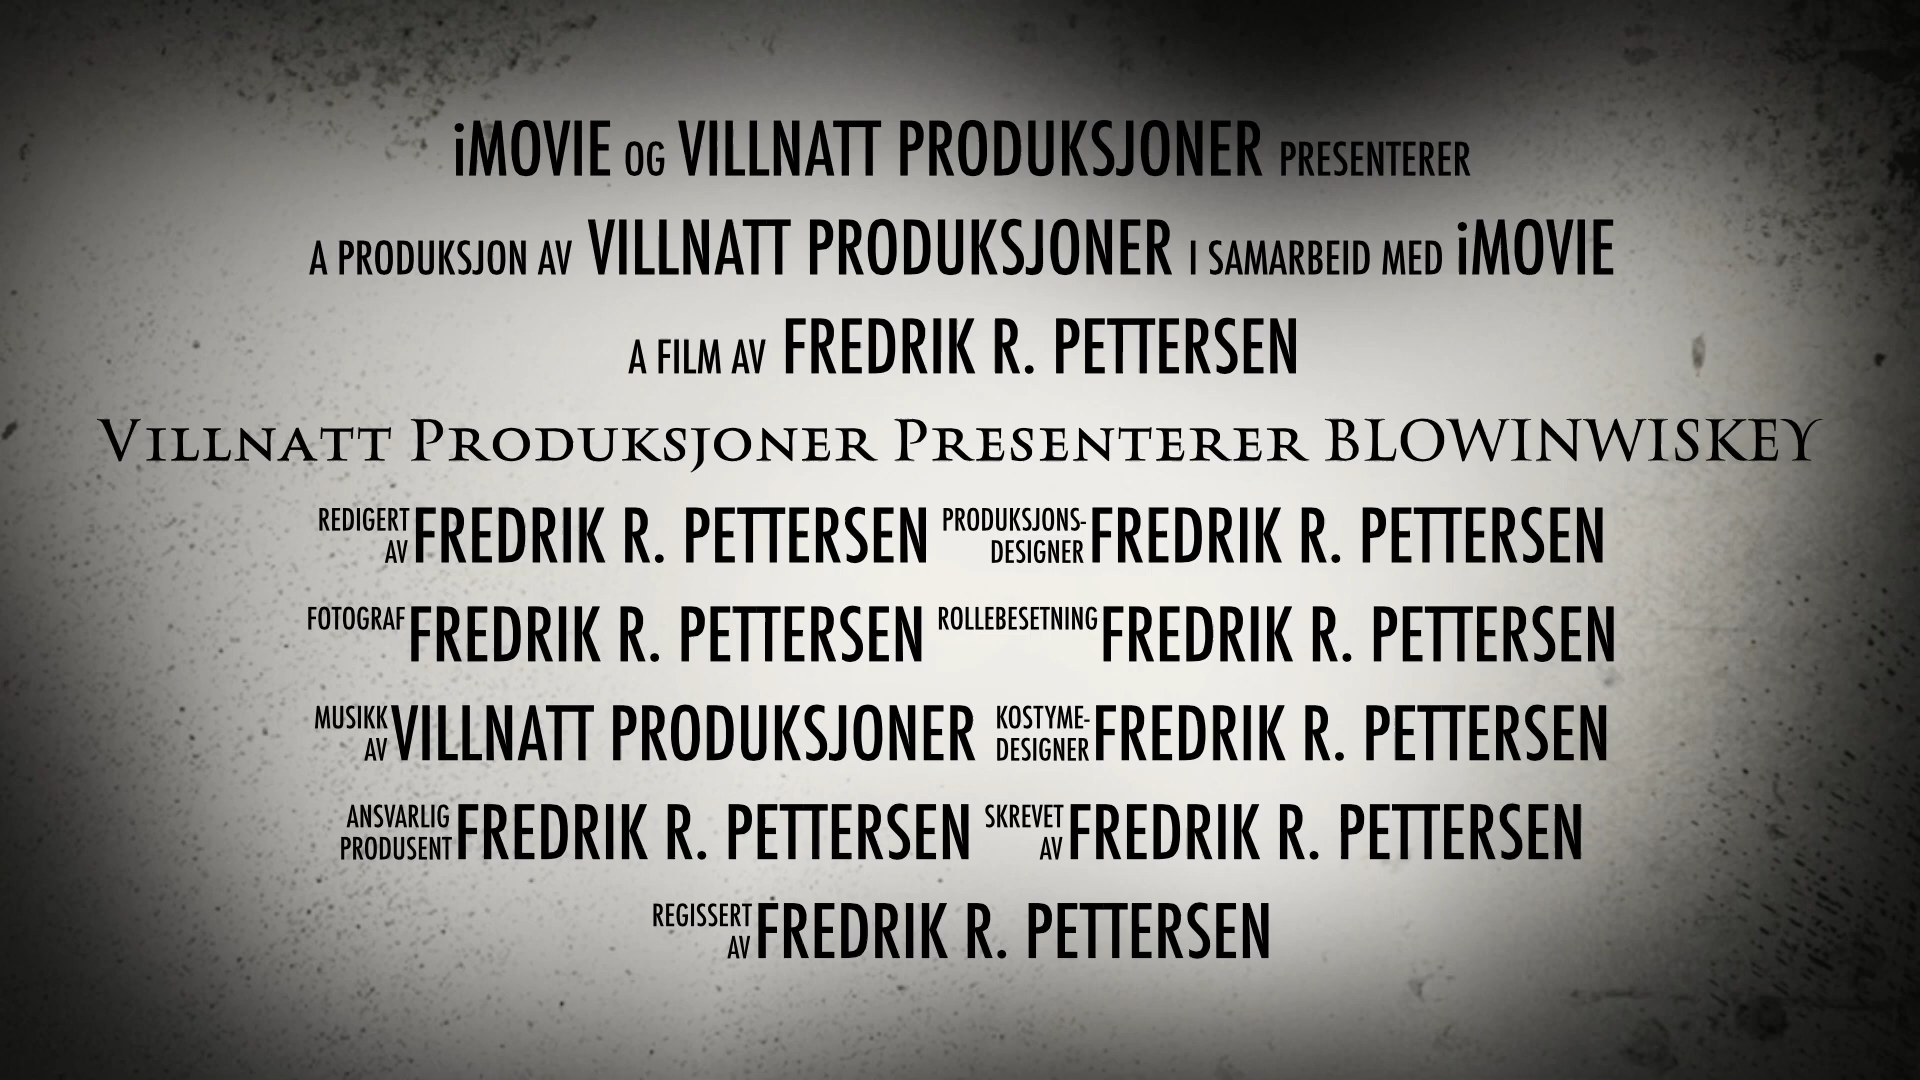 iMOVIE OG VILLNATT PRODUKSJONER PRESENTERER
A PRODUKSJON AV VILLNATT PRODUKSJONER I SAMARBEID MED iMOVIE
A FILM AV FREDRIK R. PETTERSEN
VILLNATT PRODUKSJONER PRESENTERER BLOWINWISKEY
REDIGERT AV FREDRIK R. PETTERSEN PRODUKSJONS-DESIGNER FREDRIK R. PETTERSEN
FOTOGRAF FREDRIK R. PETTERSEN ROLLEBESETNING FREDRIK R. PETTERSEN
MUSIKK AV VILLNATT PRODUKSJONER KOSTYME-DESIGNER FREDRIK R. PETTERSEN
ANSVARLIG PRODUSENT FREDRIK R. PETTERSEN SKREVET AV FREDRIK R. PETTERSEN
REGISSERT AV FREDRIK R. PETTERSEN